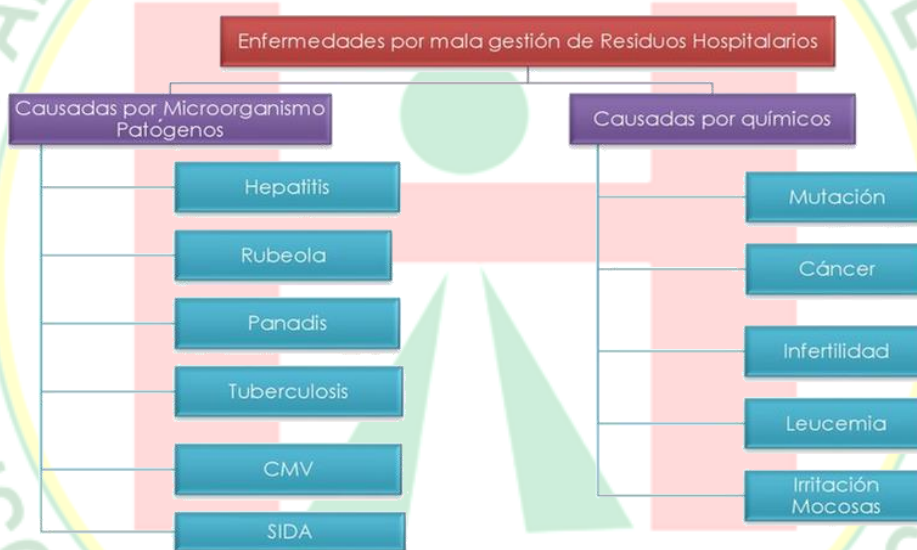 Enfermedades por mala gestión de Residuos Hospitalarios
Causadas por Microorganismo
Patógenos
Hepatitis
Rubeola
Panadis
Tuberculosis
CMV
SIDA
Causadas por químicos
Mutación
Cáncer
Infertilidad
Leucemia
Irritación
Mocosas